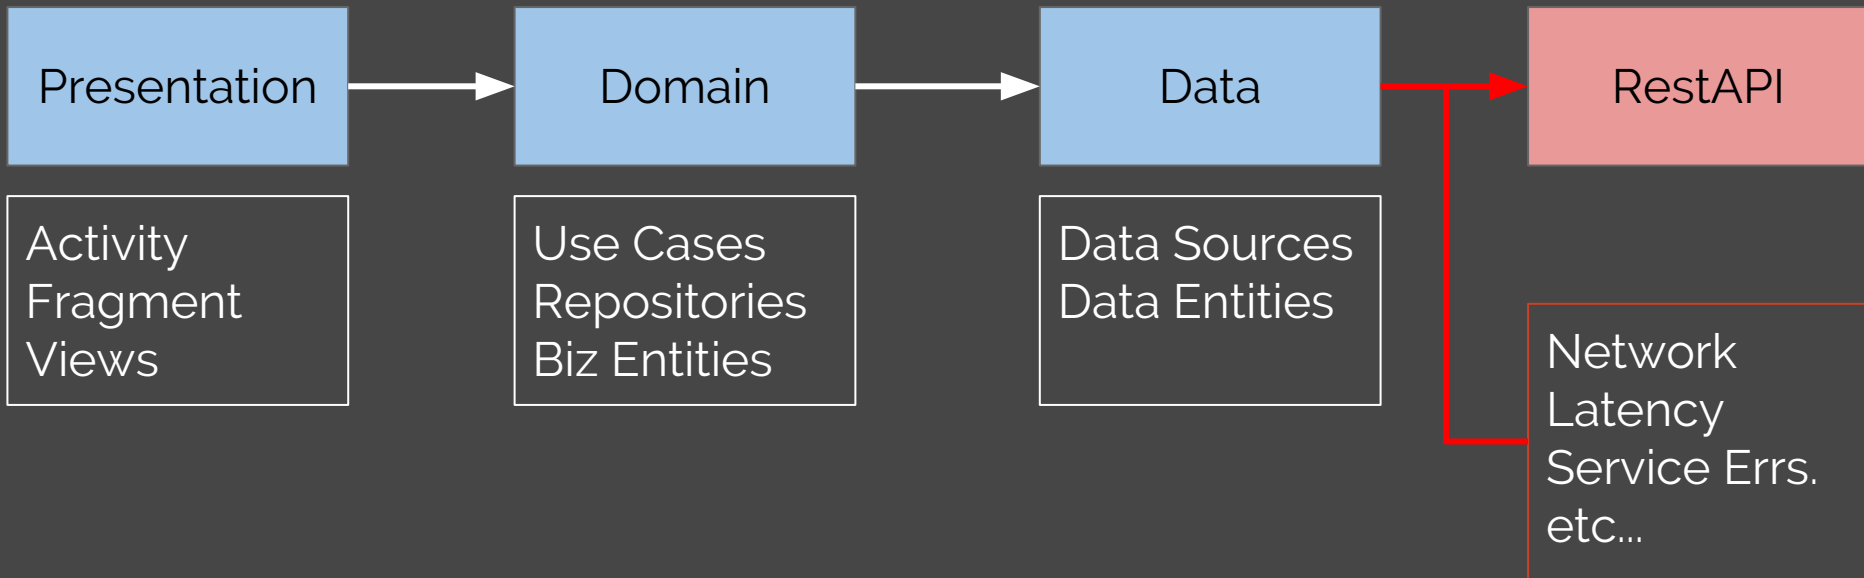 Presentation
Domain
Data
RestAPI
Activity
Fragment
Views
Use Cases
Repositories
Biz Entities
Data Sources
Data Entities
Network
Latency
Service Errs.
etc...